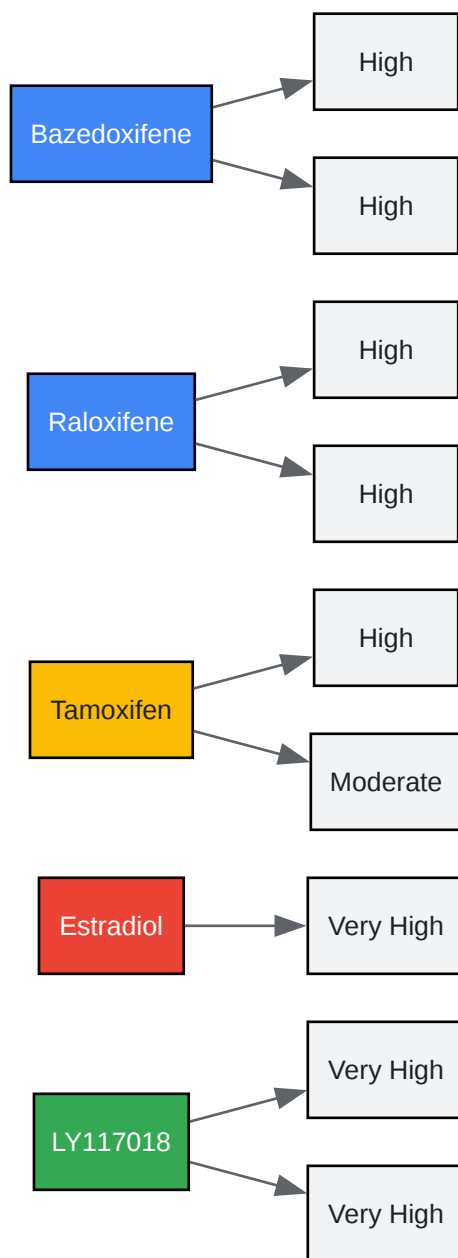 High
Bazedoxifene
High
High
Raloxifene
High
High
Tamoxifen
Moderate
Estradiol
Very High
Very High
LY117018
Very High